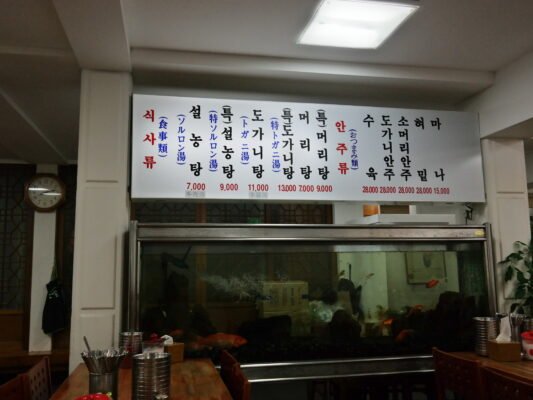 식사류
(食事類)
설농탕
(ソルロン湯)
7,000
(특)설농탕
(特ソルロン湯)
9,000
도가니탕
(トガニ湯)
11,000
(특)도가니탕
(特トガニ湯)
13,000
머리탕
7,000
(특)머리탕
9,000
안주류
(おつまみ類)
수육
28,000
도가니안주
28,000
소머리안주
28,000
혀밑
28,000
마나
15,000